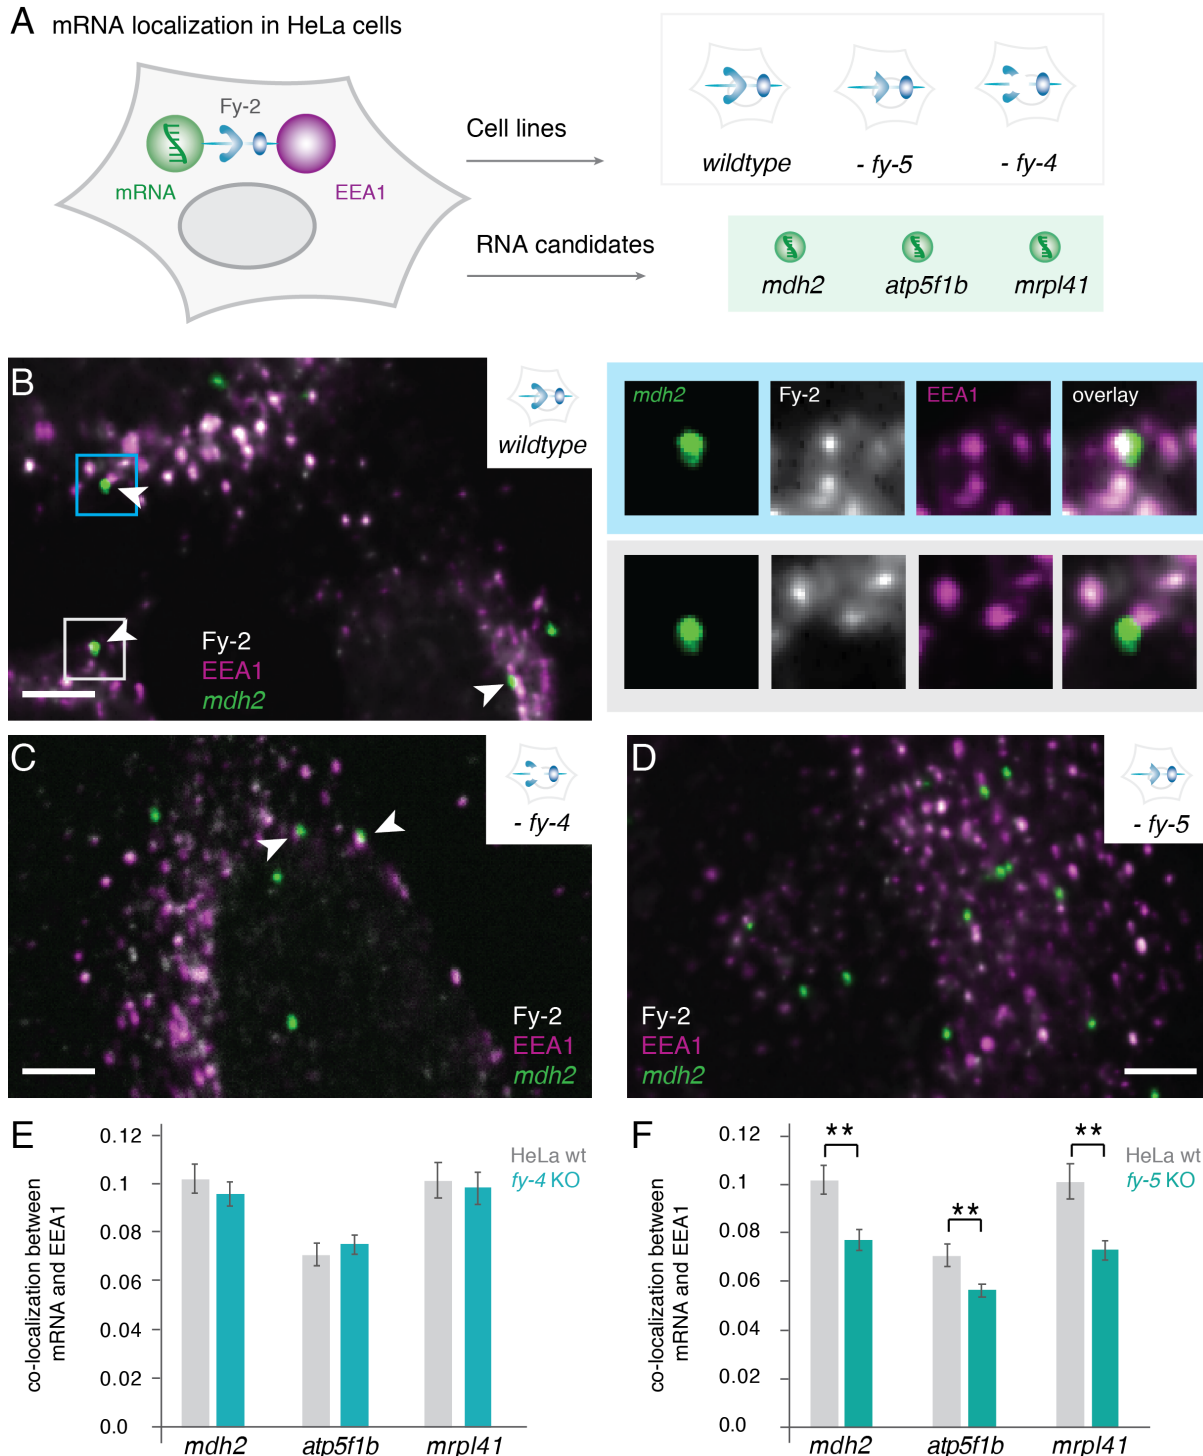 A mRNA localization in HeLa cells
Fy-2
mRNA
EEA1
Cell lines
wildtype
- fy-5
- fy-4
RNA candidates
mdh2
atp5f1b
mrpl41
B
wildtype
Fy-2
EEA1
mdh2
mdh2
Fy-2
EEA1
overlay
C
- fy-4
Fy-2
EEA1
mdh2
D
- fy-5
Fy-2
EEA1
mdh2
E
co-localization between
mRNA and EEA1
0.12
0.1
0.08
0.06
0.04
0.02
0.0
HeLa wt
fy-4 KO
mdh2
atp5f1b
mrpl41
F
co-localization between
mRNA and EEA1
0.12
0.1
0.08
0.06
0.04
0.02
0.0
**
**
**
HeLa wt
fy-5 KO
mdh2
atp5f1b
mrpl41